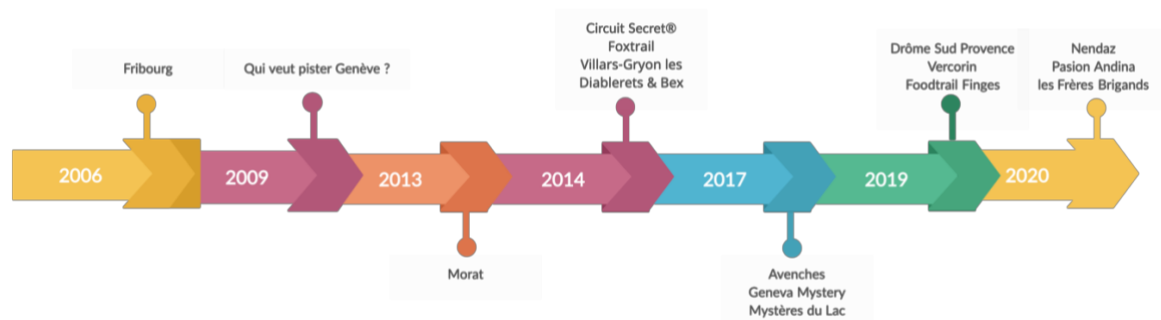 Circuit Secret®
Foxtrail
Villars-Gryon les
Diablerets & Bex
Drôme Sud Provence
Vercorin
Foodtrail Finges
Nendaz
Pasion Andina
les Frères Brigands
Fribourg
Qui veut pister Genève ?
2006
2009
2013
2014
2017
2019
2020
Morat
Avenches
Geneva Mystery
Mystères du Lac